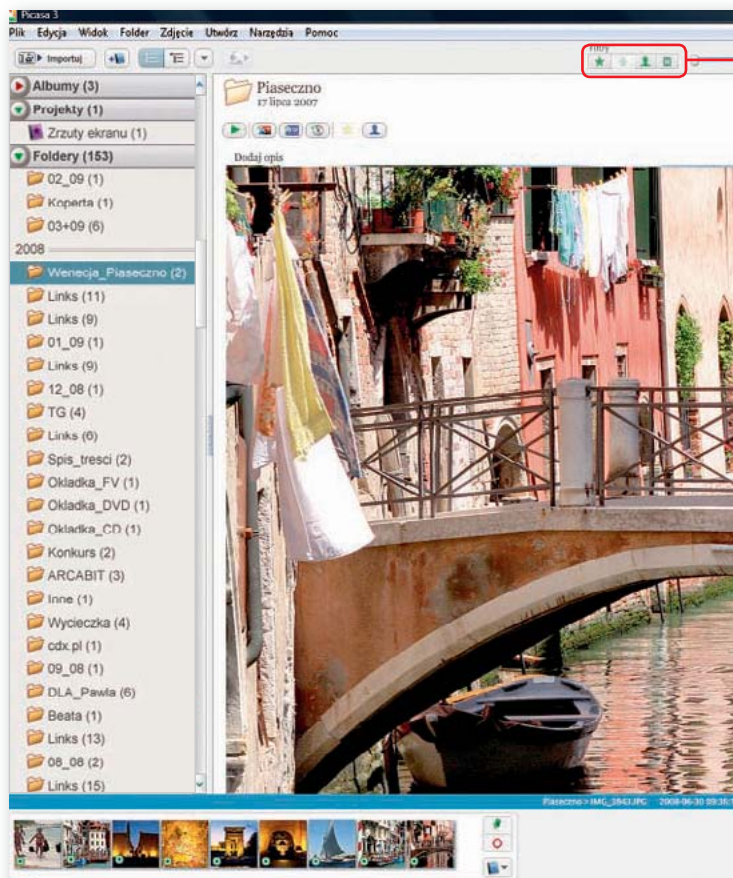 Picasa 3
Plik Edycja Widok Folder Zdjęcie Utwórz Narzędzia Pomoc
Importuj
Albumy (3)
Projekty (1)
Zrzuty ekranu (1)
Foldery (153)
02_09 (1)
Koperta (1)
03+09 (6)
2008
Wenecja_Piaseczno (2)
Links (11)
Links (9)
01_09 (1)
Links (9)
12_08 (1)
TG (4)
Links (6)
Spis_tresci (2)
Okladka_FV (1)
Okladka_DVD (1)
Okladka_CD (1)
Konkurs (2)
ARCABIT (3)
Inne (1)
Wycieczka (4)
cdx.pl (1)
09_08 (1)
DLA_Pawla (6)
Beata (1)
Links (13)
08_08 (2)
Links (15)
Piaseczno
17 lipca 2007
Dodaj opis
Piaseczno > IMG_3943.JPG 2008-06-30